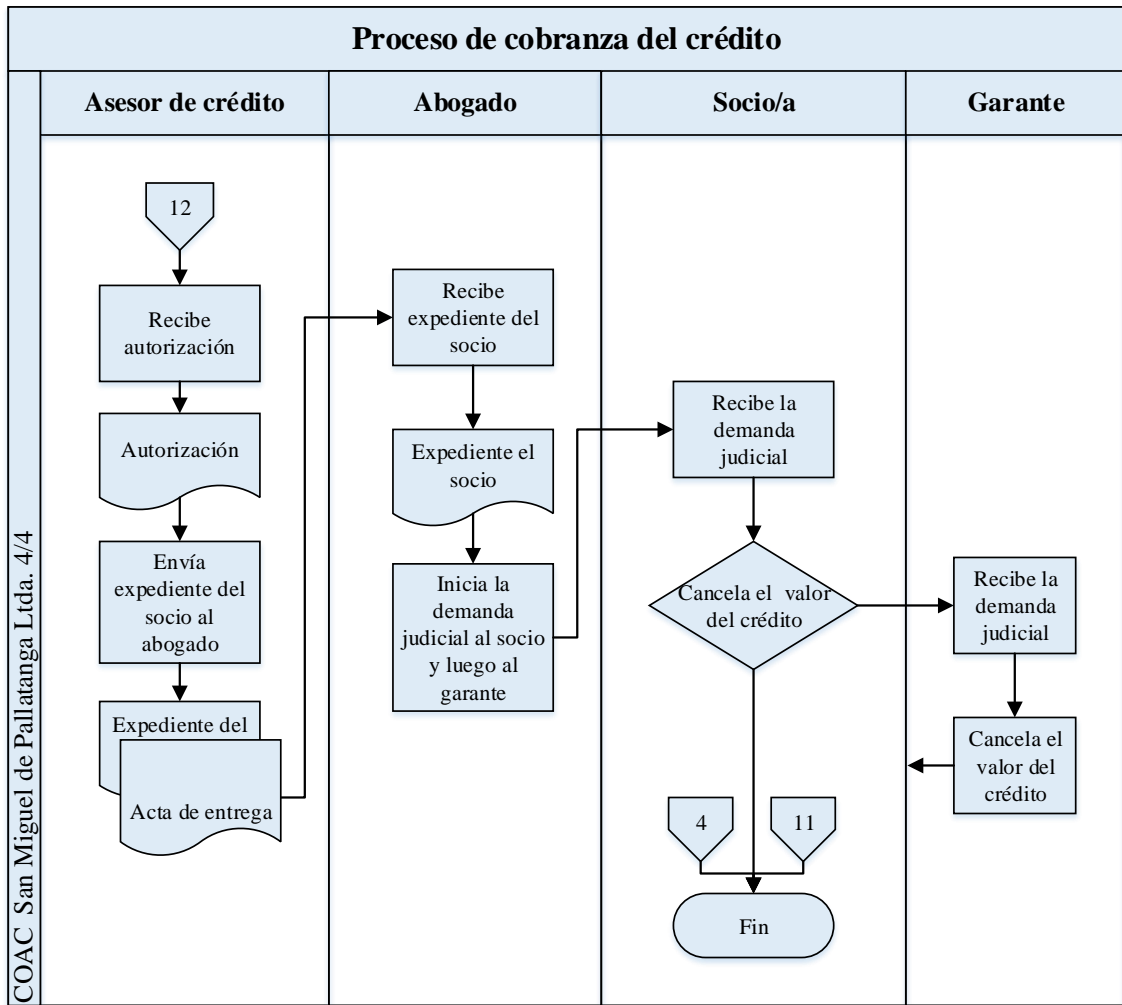 Proceso de cobranza del crédito
COAC San Miguel de Pallatanga Ltda. 4/4
Asesor de crédito
Abogado
Socio/a
Garante
12
Recibe
autorización
Autorización
Envía
expediente del
socio al
abogado
Expediente del
Acta de entrega
Recibe
expediente del
socio
Expediente el
socio
Inicia la
demanda
judicial al socio
y luego al
garante
Recibe la
demanda
judicial
Cancela el valor
del crédito
4
11
Fin
Recibe la
demanda
judicial
Cancela el
valor del
crédito